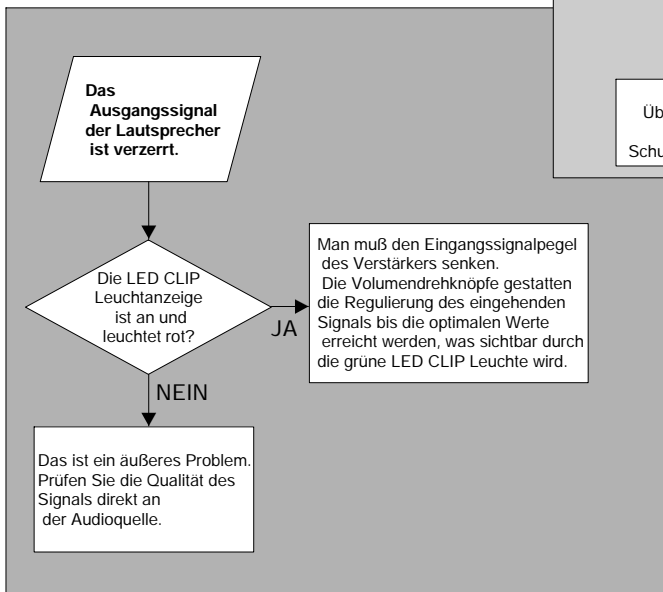 Das
Ausgangssignal
der Lautsprecher
ist verzerrt.
Die LED CLIP
Leuchtanzeige
ist an und
leuchtet rot?
JA
Man muß den Eingangssignalpegel
des Verstärkers senken.
Die Volumendrehknöpfe gestatten
die Regulierung des eingehenden
Signals bis die optimalen Werte
erreicht werden, was sichtbar durch
die grüne LED CLIP Leuchte wird.
NEIN
Das ist ein äußeres Problem.
Prüfen Sie die Qualität des
Signals direkt an
der Audioquelle.